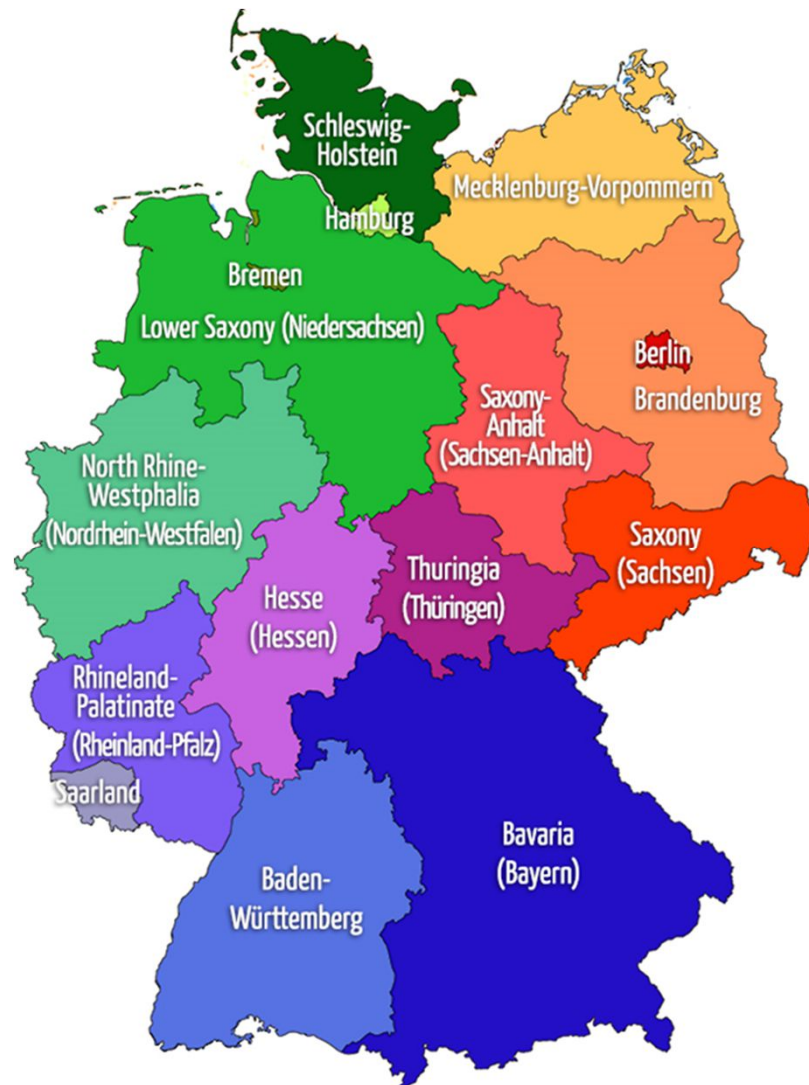 Schleswig-
Holstein
Mecklenburg-Vorpommern
Hamburg
Bremen
Lower Saxony (Niedersachsen)
Berlin
Brandenburg
Saxony-
Anhalt
(Sachsen-Anhalt)
North Rhine-
Westphalia
(Nordrhein-Westfalen)
Saxony
(Sachsen)
Thuringia
(Thüringen)
Hesse
(Hessen)
Rhineland-
Palatinate
(Rheinland-Pfalz)
Saarland
Bavaria
(Bayern)
Baden-
Württemberg